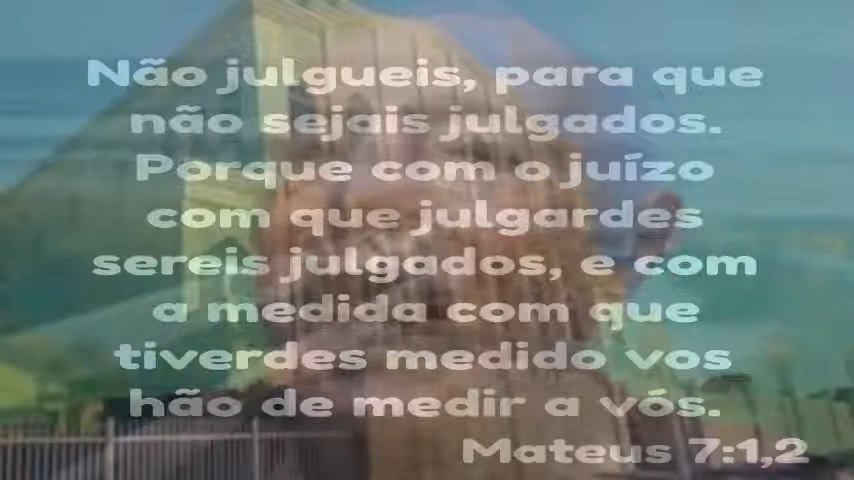 Não julgueis, para que
não sejais julgados.
Porque com o juízo
com que julgardes
sereis julgados, e com
a medida com que
tiverdes medido vos
hão de medir a vós.
Mateus 7:1,2